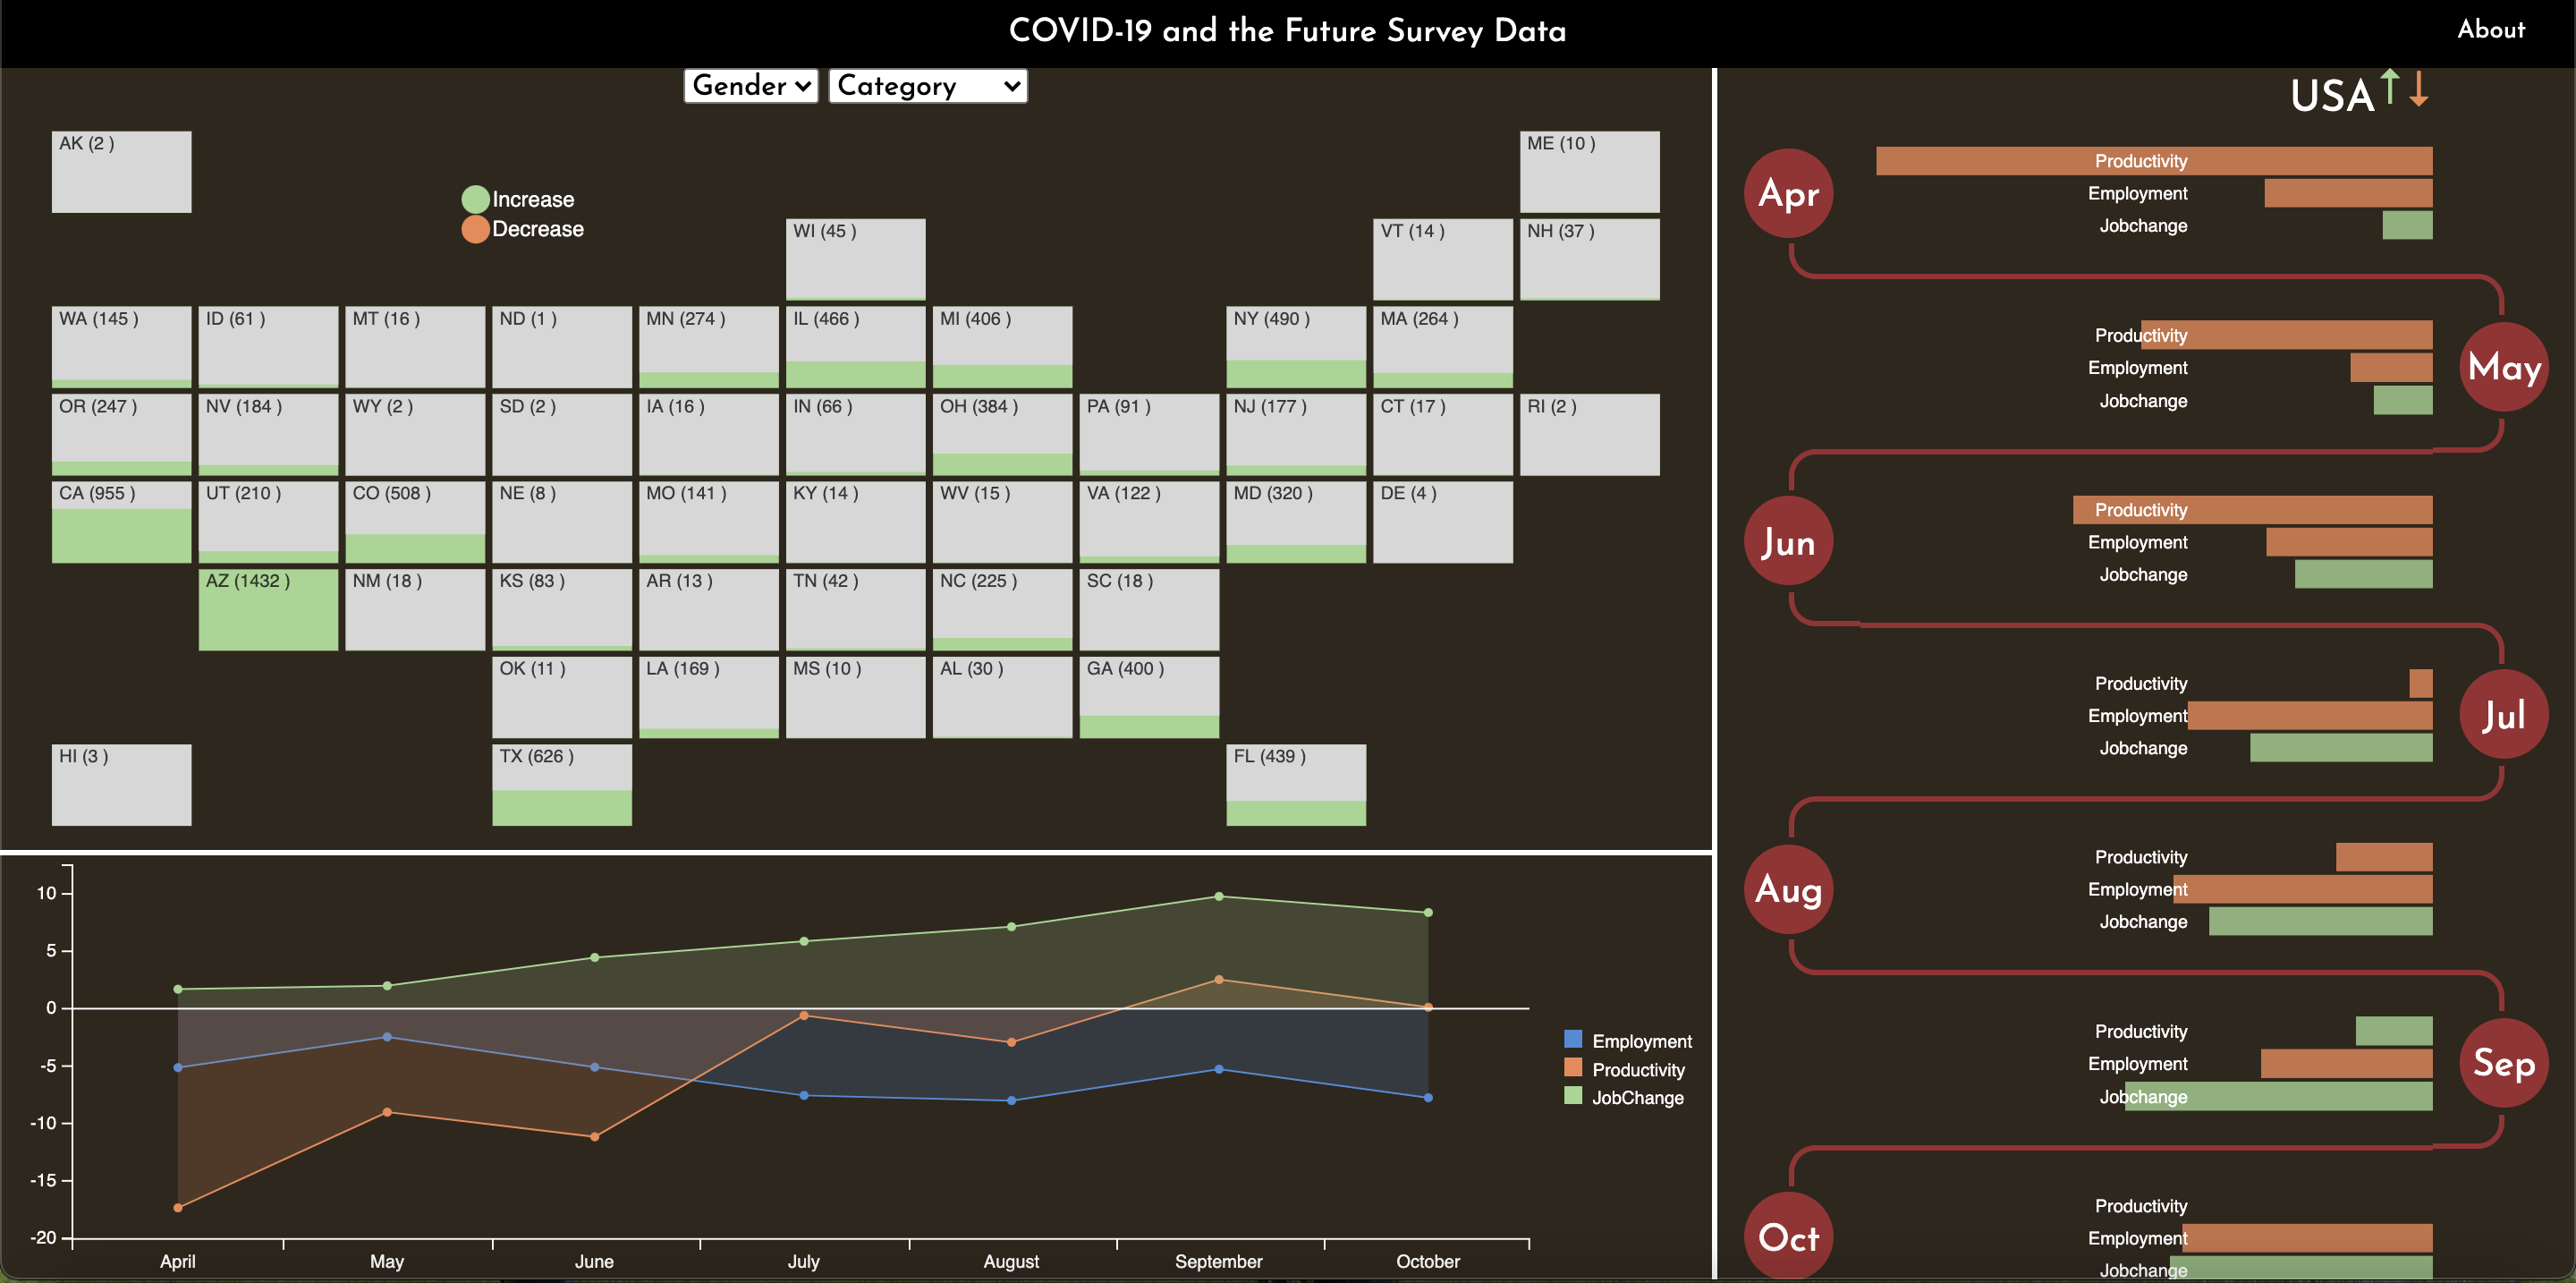 COVID-19 and the Future Survey Data
About
Gender
Category
AK (2 )
ME (10 )
Increase
Decrease
WI (45 )
VT (14 )
NH (37 )
WA (145 )
ID (61 )
MT (16 )
ND (1 )
MN (274 )
IL (466 )
MI (406 )
NY (490 )
MA (264 )
OR (247 )
NV (184 )
WY (2 )
SD (2 )
IA (16 )
IN (66 )
OH (384 )
PA (91 )
NJ (177 )
CT (17 )
RI (2 )
CA (955 )
UT (210 )
CO (508 )
NE (8 )
MO (141 )
KY (14 )
WV (15 )
VA (122 )
MD (320 )
DE (4 )
AZ (1432 )
NM (18 )
KS (83 )
AR (13 )
TN (42 )
NC (225 )
SC (18 )
OK (11 )
LA (169 )
MS (10 )
AL (30 )
GA (400 )
HI (3 )
TX (626 )
FL (439 )
10
5
0
-5
-10
-15
-20
April
May
June
July
August
September
October
Employment
Productivity
JobChange
USA
Apr
Productivity
Employment
Jobchange
May
Productivity
Employment
Jobchange
Jun
Productivity
Employment
Jobchange
Jul
Productivity
Employment
Jobchange
Aug
Productivity
Employment
Jobchange
Sep
Productivity
Employment
Jobchange
Oct
Productivity
Employment
Jobchange